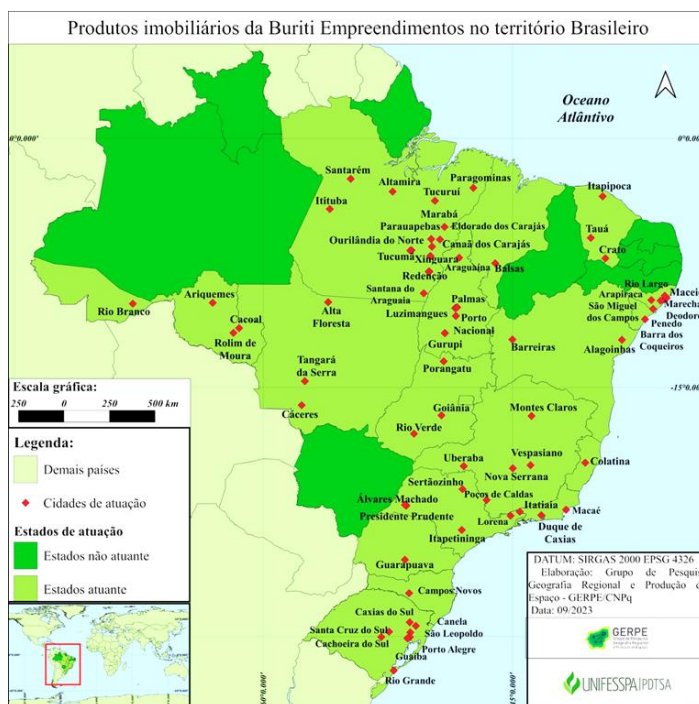 Produtos imobiliários da Buriti Empreendimentos no território Brasileiro
Oceano
Atlântivo
0°0.000'
Santarém
Altamira
Paragominas
Itapipoca
Itituba
Tucuruí
Marabá
Parauapebas
Eldorado dos Carajás
Tauá
Ourilândia do Norte
Canaã dos Carajás
Crato
Tucumã
Xinguara
Araguaína
Balsas
Redenção
Santana do
Araguaia
Rio Largo
Maceió
Arapiraca
Marechal
Deodoro
São Miguel
dos Campos
Penedo
Barra dos
Coqueiros
Rio Branco
Ariquemes
Cacoal
Rolim de
Moura
Alta
Floresta
Luzimangues
Palmas
Porto
Nacional
Gurupi
Barreiras
Alagoinhas
Porangatu
Tangará
da Serra
-15°0.000'
Cáceres
Goiânia
Rio Verde
Montes Claros
Uberaba
Vespasiano
Nova Serrana
Colatina
Sertãozinho
Poços de Caldas
Álvares Machado
Presidente Prudente
Itatiaia
Macaé
Lorena
Duque de
Caxias
Itapetininga
Guarapuava
Campos Novos
Caxias do Sul
Canela
Santa Cruz do Sul
São Leopoldo
Cachoeira do Sul
Porto Alegre
Guaíba
Rio Grande
Escala gráfica:
250 0 250 500 km
Legenda:
Demais países
Cidades de atuação
Estados de atuação
Estados não atuante
Estados atuante
DATUM: SIRGAS 2000 EPSG 4326
Elaboração: Grupo de Pesquis
Geografia Regional e Produção d
Espaço - GERPE/CNPq
Data: 09/2023
GERPE
UNIFESSPA|PDTSA